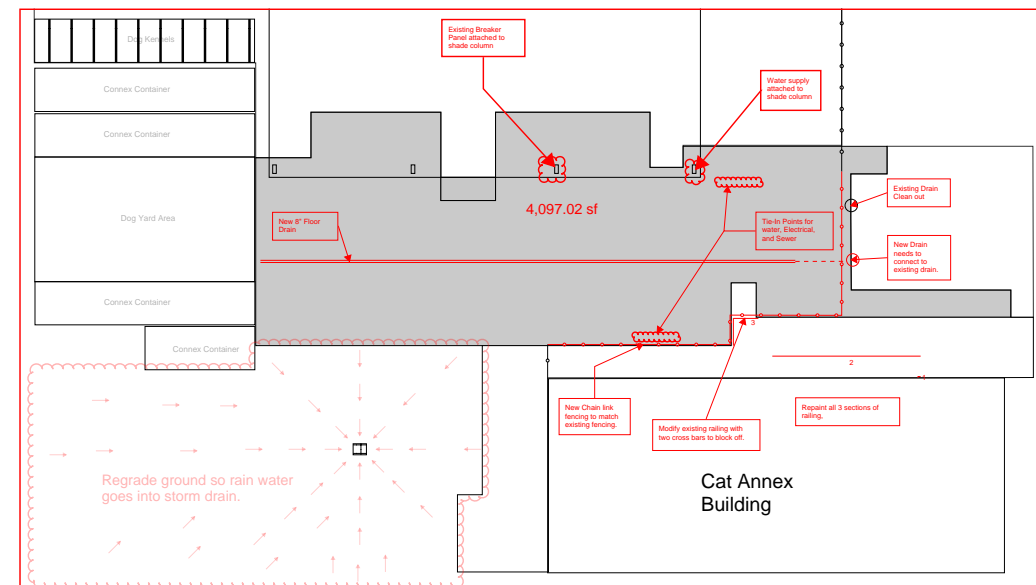 Dog Kennels
Connex Container
Connex Container
Dog Yard Area
Connex Container
Connex Container
Existing Breaker
Panel attached to
shade column
Water supply
attached to
shade column
4,097.02 sf
New 8" Floor
Drain
Tie-In Points for
water, Electrical,
and Sewer
Existing Drain
Clean out
New Drain
needs to
connect to
existing drain.
3
2
1
New Chain link
fencing to match
existing fencing.
Modify existing railing with
two cross bars to block off.
Repaint all 3 sections of
railing,
Regrade ground so rain water
goes into storm drain.
Cat Annex
Building